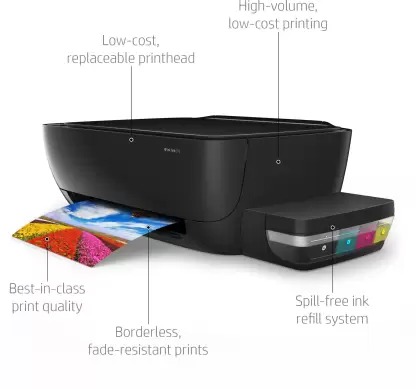 High-volume,
low-cost printing
Low-cost,
replaceable printhead
Best-in-class
print quality
Borderless,
fade-resistant prints
Spill-free ink
refill system